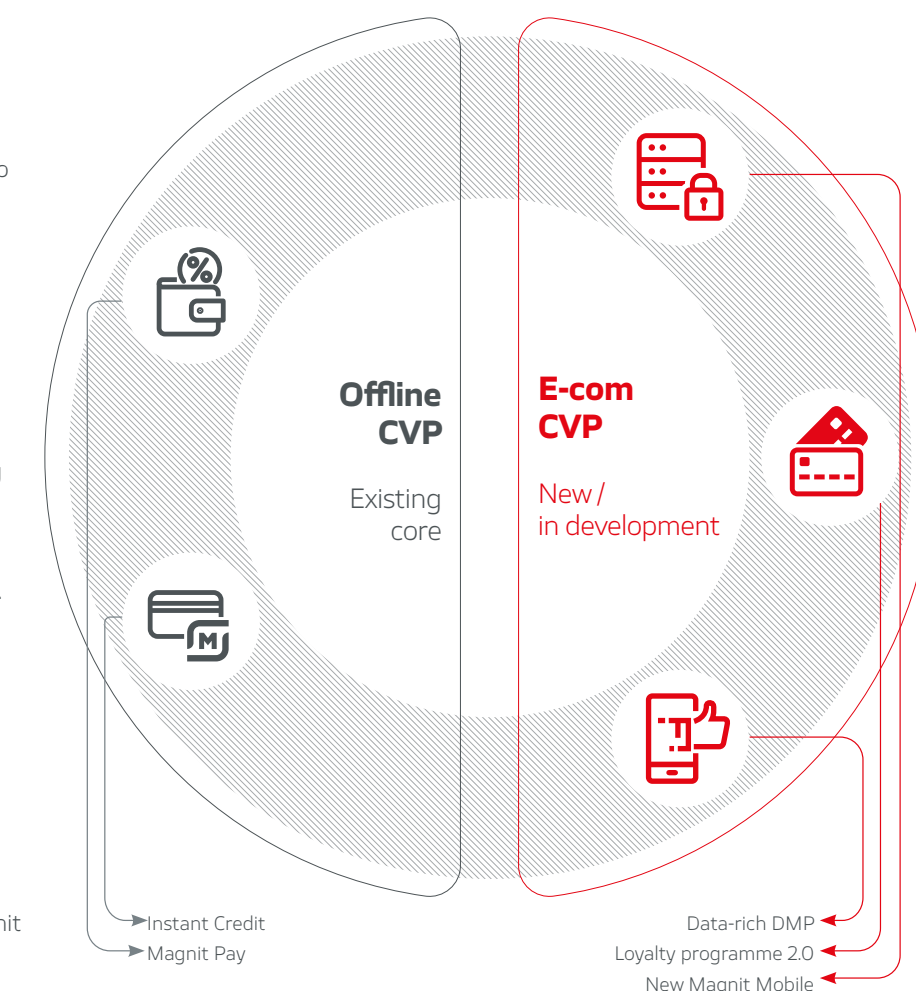 Offline
CVP
Existing
core
E-com
CVP
New /
in development
M
Instant Credit
Magnit Pay
Data-rich DMP
Loyalty programme 2.0
New Magnit Mobile